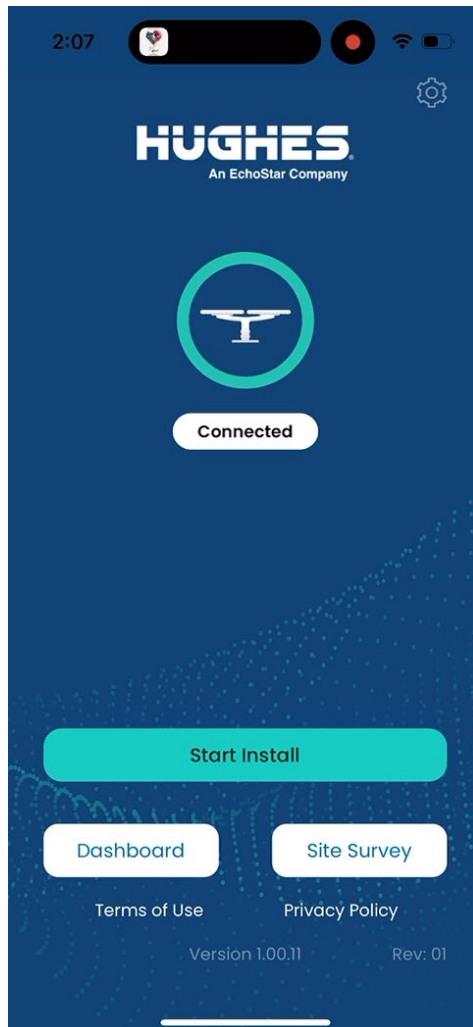 2:07
HUGHES®
An EchoStar Company
Connected
Start Install
Dashboard
Site Survey
Terms of Use
Privacy Policy
Version 1.00.11
Rev: 01